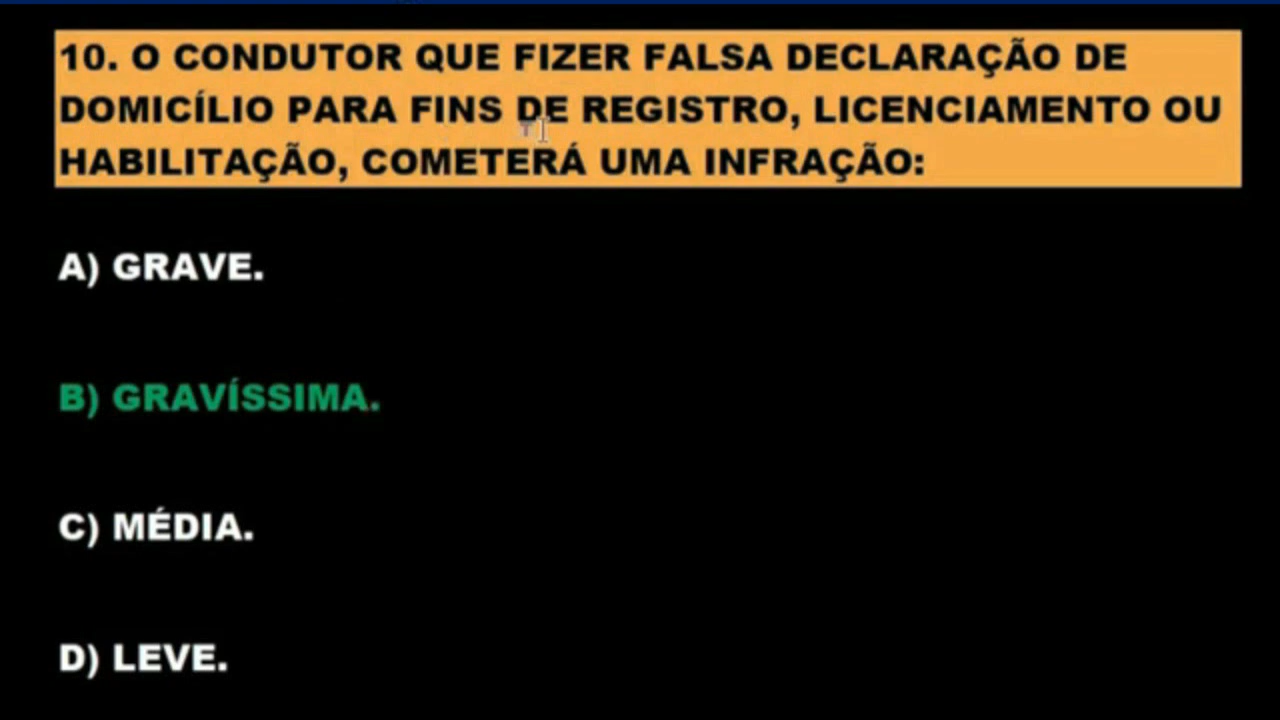 10. O CONDUTOR QUE FIZER FALSA DECLARAÇÃO DE
DOMICÍLIO PARA FINS DE REGISTRO, LICENCIAMENTO OU
HABILITAÇÃO, COMETERÁ UMA INFRAÇÃO:
A) GRAVE.
B) GRAVÍSSIMA.
C) MÉDIA.
D) LEVE.